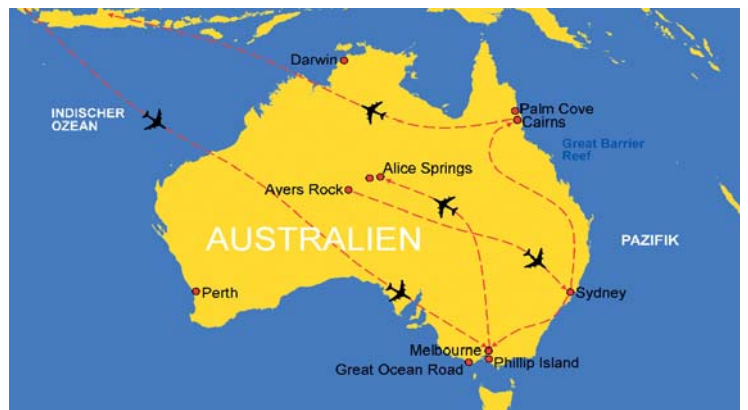 Darwin
INDISCHER
OZEAN
Palm Cove
Cairns
Great Barrier
Reef
Alice Springs
Ayers Rock
AUSTRALIEN
PAZIFIK
Perth
Sydney
Melbourne
Phillip Island
Great Ocean Road